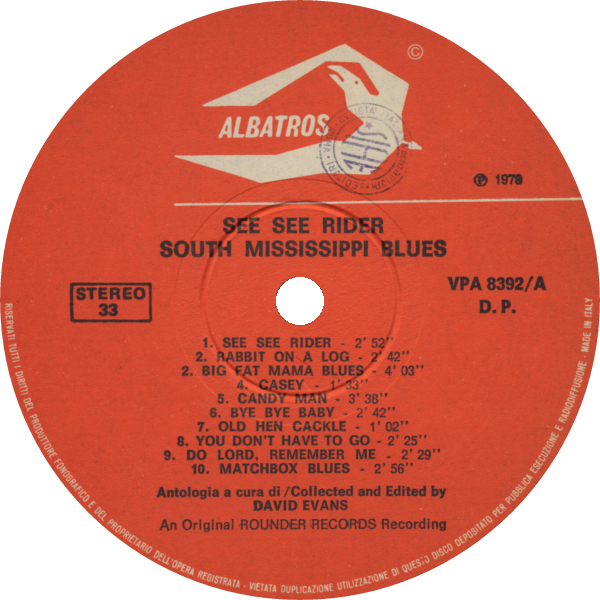 ©
ALBATROS
SIAE
℗ 1978
SEE SEE RIDER
SOUTH MISSISSIPPI BLUES
STEREO
33
VPA 8392/A
D.P.
1. SEE SEE RIDER - 2' 52''
2. RABBIT ON A LOG - 2' 42''
2. BIG FAT MAMA BLUES - 4' 03''
4. CASEY - 1' 33''
5. CANDY MAN - 3' 38''
6. BYE BYE BABY - 2' 42''
7. OLD HEN CACKLE - 1' 02''
8. YOU DON'T HAVE TO GO - 2' 25''
9. DO LORD, REMEMBER ME - 2' 29''
10. MATCHBOX BLUES - 2' 56''
Antologia a cura di /Collected and Edited by
DAVID EVANS
An Original ROUNDER RECORDS Recording
RISERVATI TUTTI I DIRITTI DEL PRODUTTORE FONOGRAFICO E DEL PROPRIETARIO DELL'OPERA REGISTRATA - VIETATA DUPLICAZIONE UTILIZZAZIONE DI QUESTO DISCO DEPOSITATO PER PUBBLICA ESECUZIONE E RADIODIFFUSIONE - MADE IN ITALY